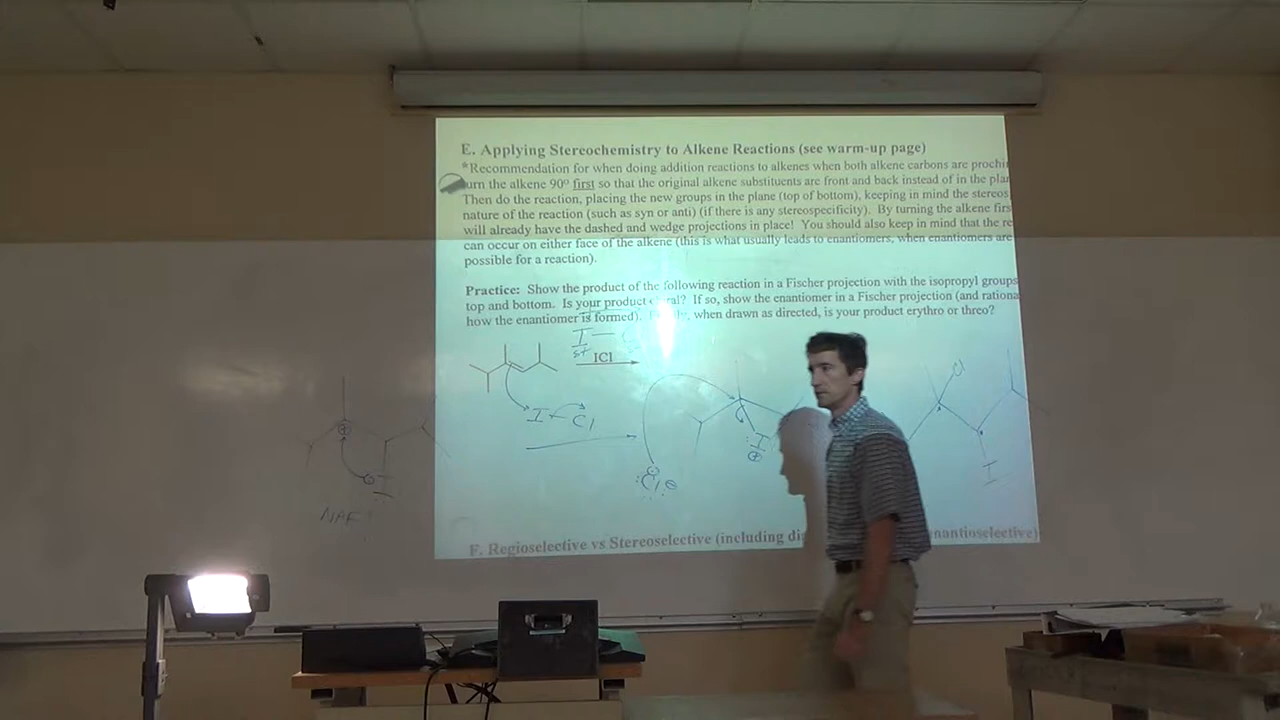 E. Applying Stereochemistry to Alkene Reactions (see warm-up page)
*Recommendation for when doing addition reactions to alkenes when both alkene carbons are prochir
urn the alkene 90º first so that the original alkene substituents are front and back instead of in the plan
Then do the reaction, placing the new groups in the plane (top of bottom), keeping in mind the stereos
nature of the reaction (such as syn or anti) (if there is any stereospecificity). By turning the alkene firs
will already have the dashed and wedge projections in place! You should also keep in mind that the re
can occur on either face of the alkene (this is what usually leads to enantiomers, when enantiomers are
possible for a reaction).
Practice: Show the product of the following reaction in a Fischer projection with the isopropyl groups
top and bottom. Is your product If so, show the enantiomer in a Fischer projection (and rationa
how the enantiomer is formed). when drawn as directed, is your product erythro or threo?
I
ICl
I Cl
Cl
I
⊕
:Cl:⊖
I
⊕
I
F. Regioselective vs Stereoselective (including enantioselective)